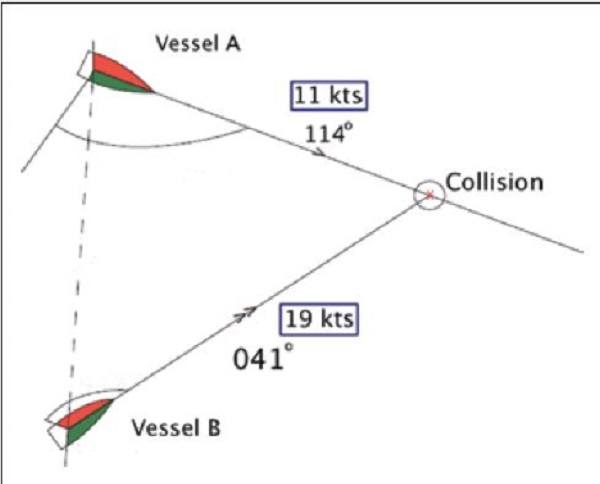 Vessel A
11 kts
114°
Collision
19 kts
041°
Vessel B